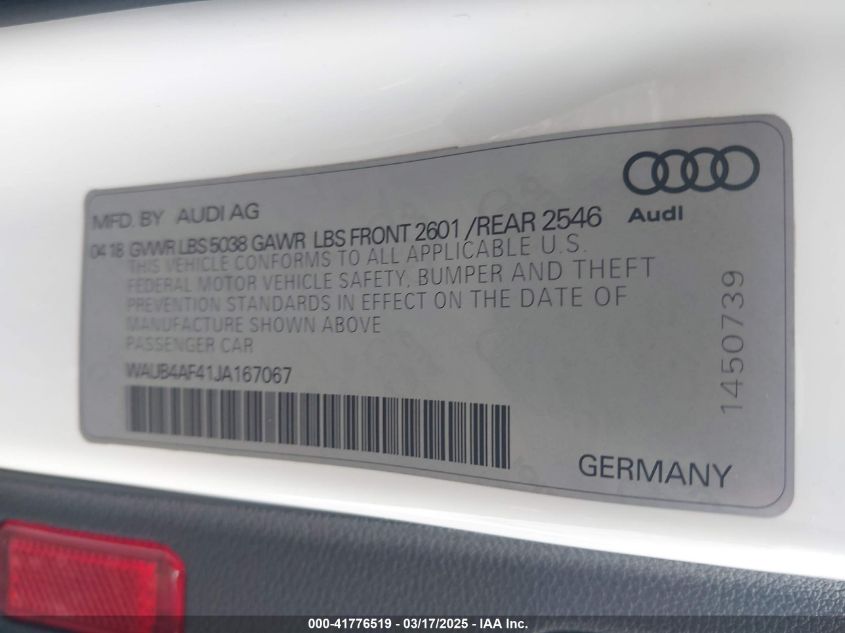 MFD. BY AUDI AG
Audi
04 18 GVWR LBS 5038 GAWR LBS FRONT 2601 /REAR 2546
THIS VEHICLE CONFORMS TO ALL APPLICABLE U.S.
FEDERAL MOTOR VEHICLE SAFETY, BUMPER AND THEFT
PREVENTION STANDARDS IN EFFECT ON THE DATE OF
MANUFACTURE SHOWN ABOVE
PASSENGER CAR
WAUB4AF41JA167067
1450739
GERMANY
000-41776519 - 03/17/2025 - IAA Inc.